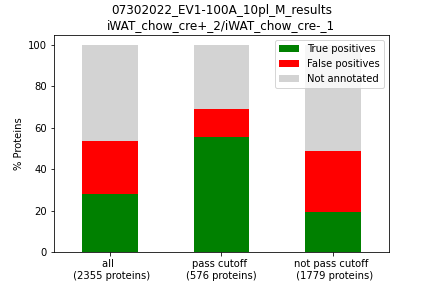 07302022_EV1-100A_10pl_M_results
iWAT_chow_cre+_2/iWAT_chow_cre-_1
True positives
False positives
Not annotated
% Proteins
100
80
60
40
20
0
all
(2355 proteins)
pass cutoff
(576 proteins)
not pass cutoff
(1779 proteins)